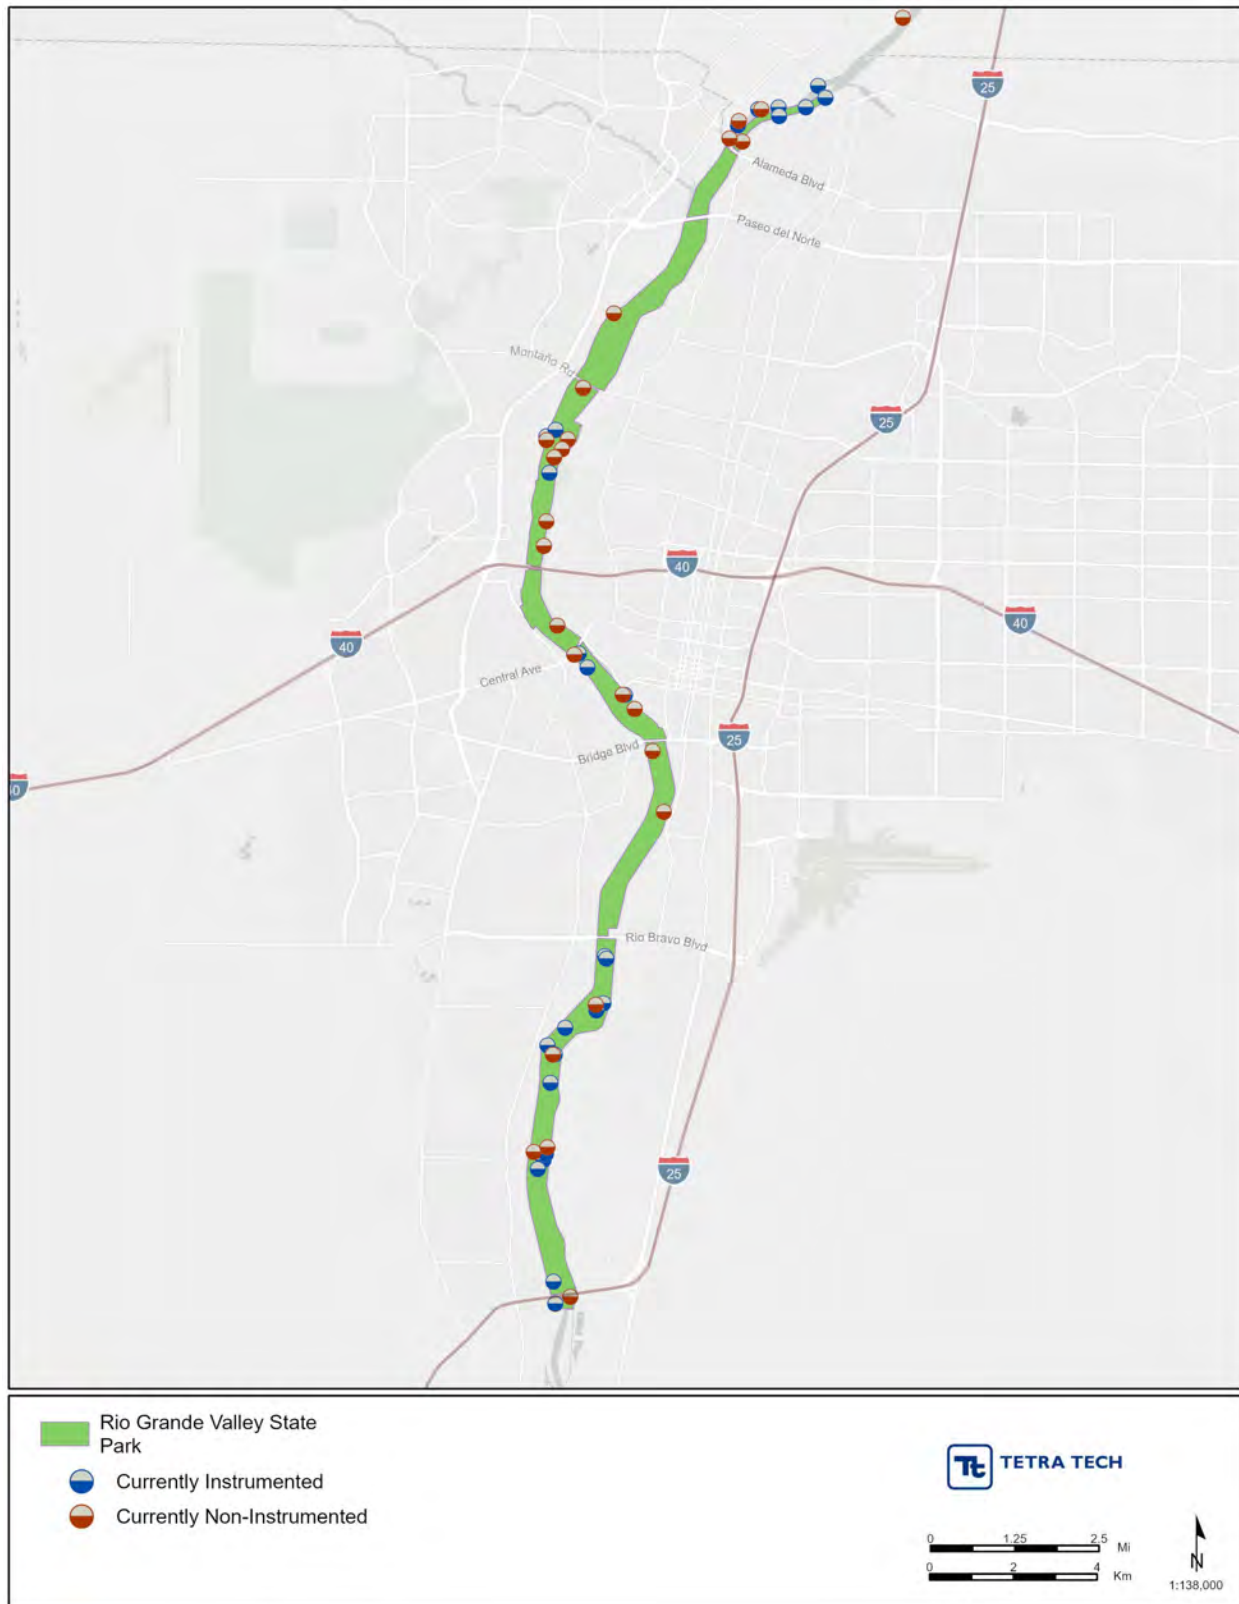 25
Alameda Blvd
Paseo del Norte
Montaño Rd
25
40
40
40
Central Ave
25
Bridge Blvd
40
Rio Bravo Blvd
25
Rio Grande Valley State
Park
Currently Instrumented
Currently Non-Instrumented
Tt TETRA TECH
0 1.25 2.5
Mi
0 2 4
Km
N
1:138,000